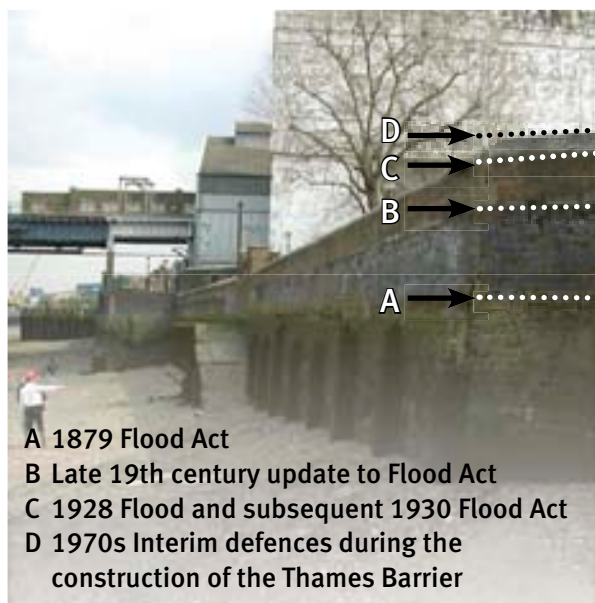 D
C
B
A
A 1879 Flood Act
B Late 19th century update to Flood Act
C 1928 Flood and subsequent 1930 Flood Act
D 1970s Interim defences during the
construction of the Thames Barrier